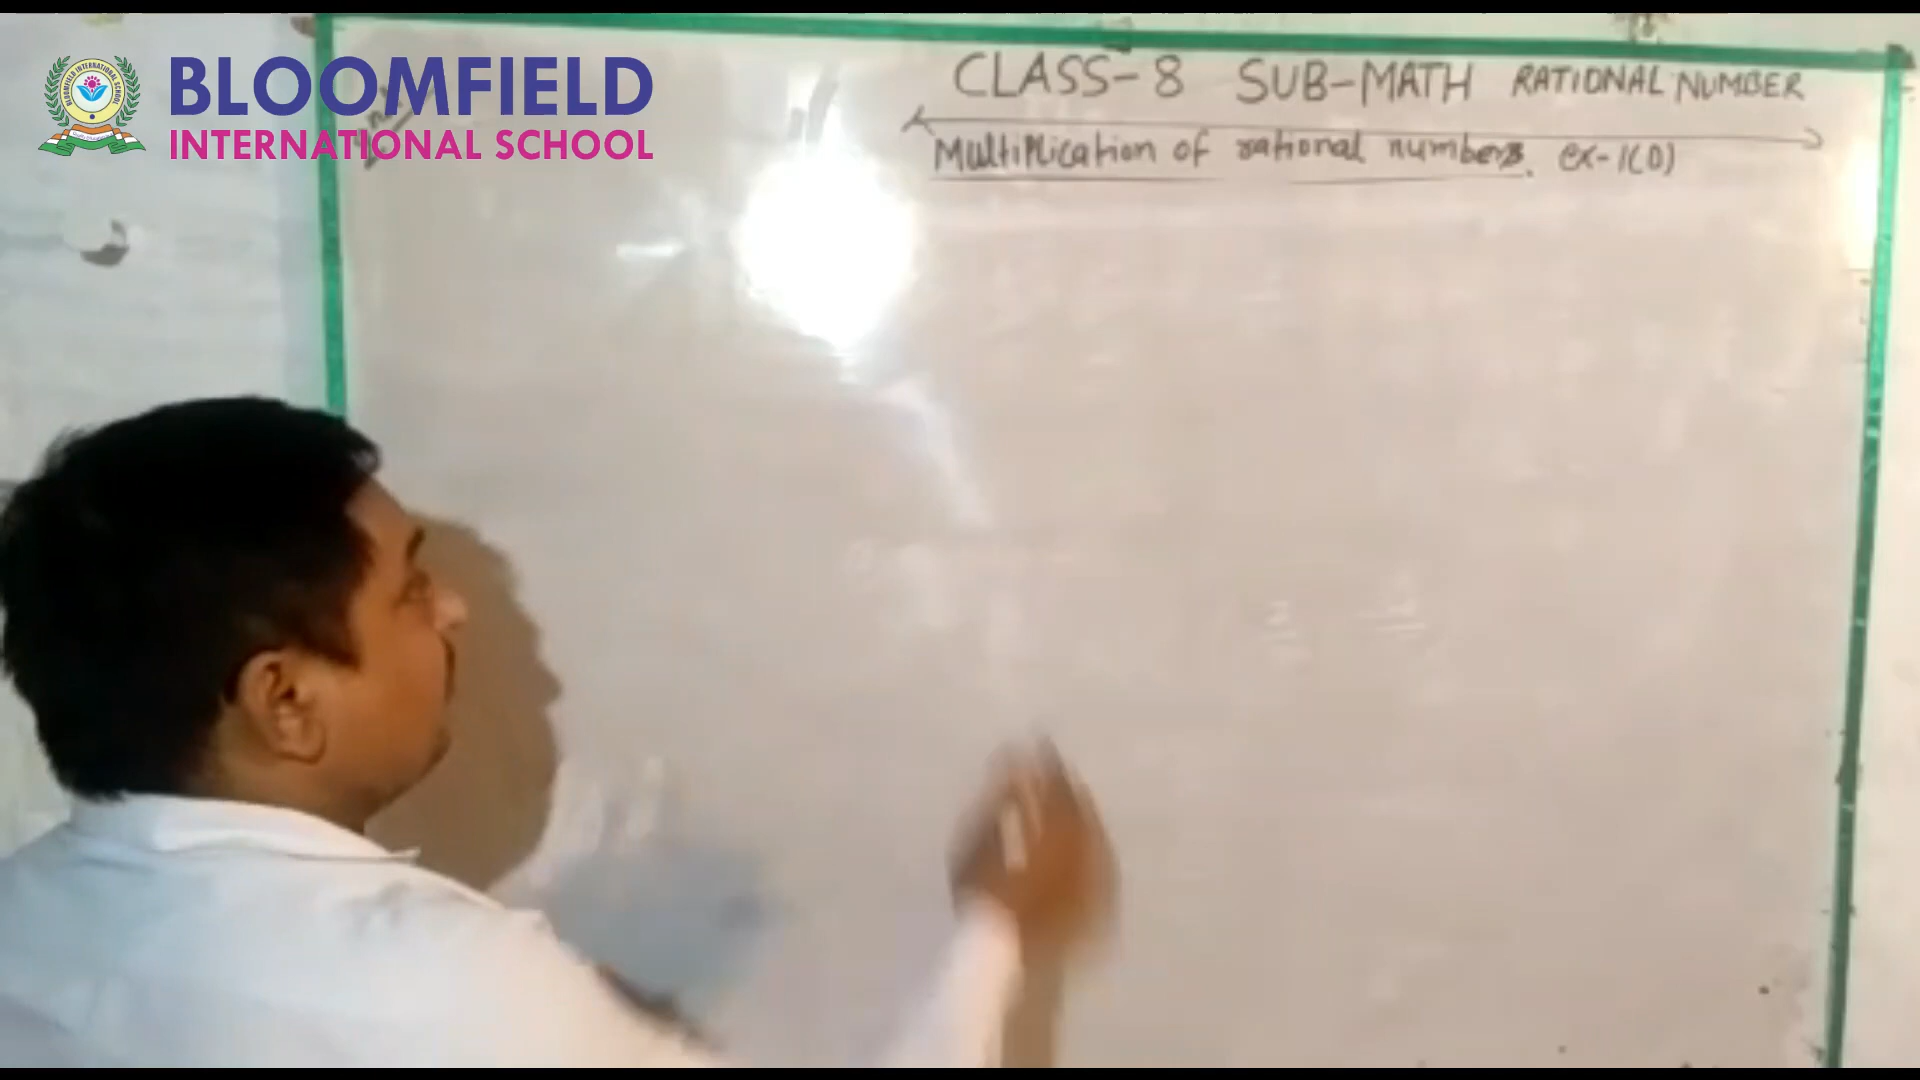 BLOOMFIELD
INTERNATIONAL SCHOOL
CLASS-8 SUB-MATH RATIONAL NUMBER
Multiplication of rational numbers. ex-1(D)